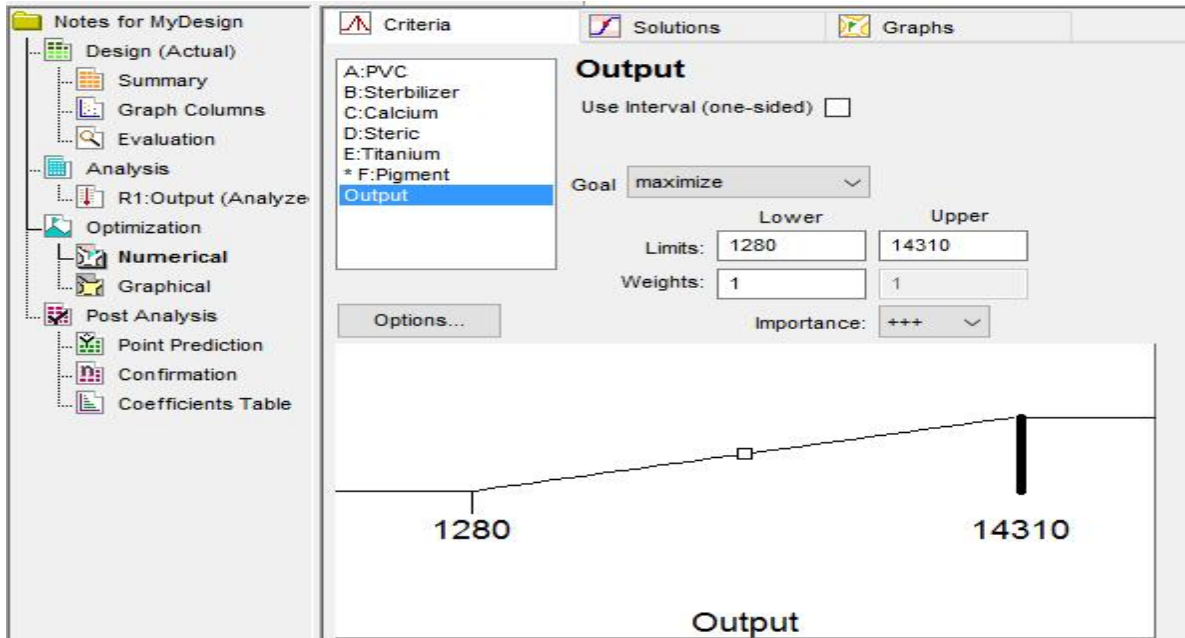 Notes for MyDesign
Design (Actual)
Summary
Graph Columns
Evaluation
Analysis
R1:Output (Analyze
Optimization
Numerical
Graphical
Post Analysis
Point Prediction
Confirmation
Coefficients Table
Criteria
Solutions
Graphs
A:PVC
B:Sterbilizer
C:Calcium
D:Steric
E:Titanium
* F:Pigment
Output
Options...
Output
Use Interval (one-sided)
Goal maximize
Lower Upper
Limits: 1280 14310
Weights: 1 1
Importance: +++
1280 14310
Output